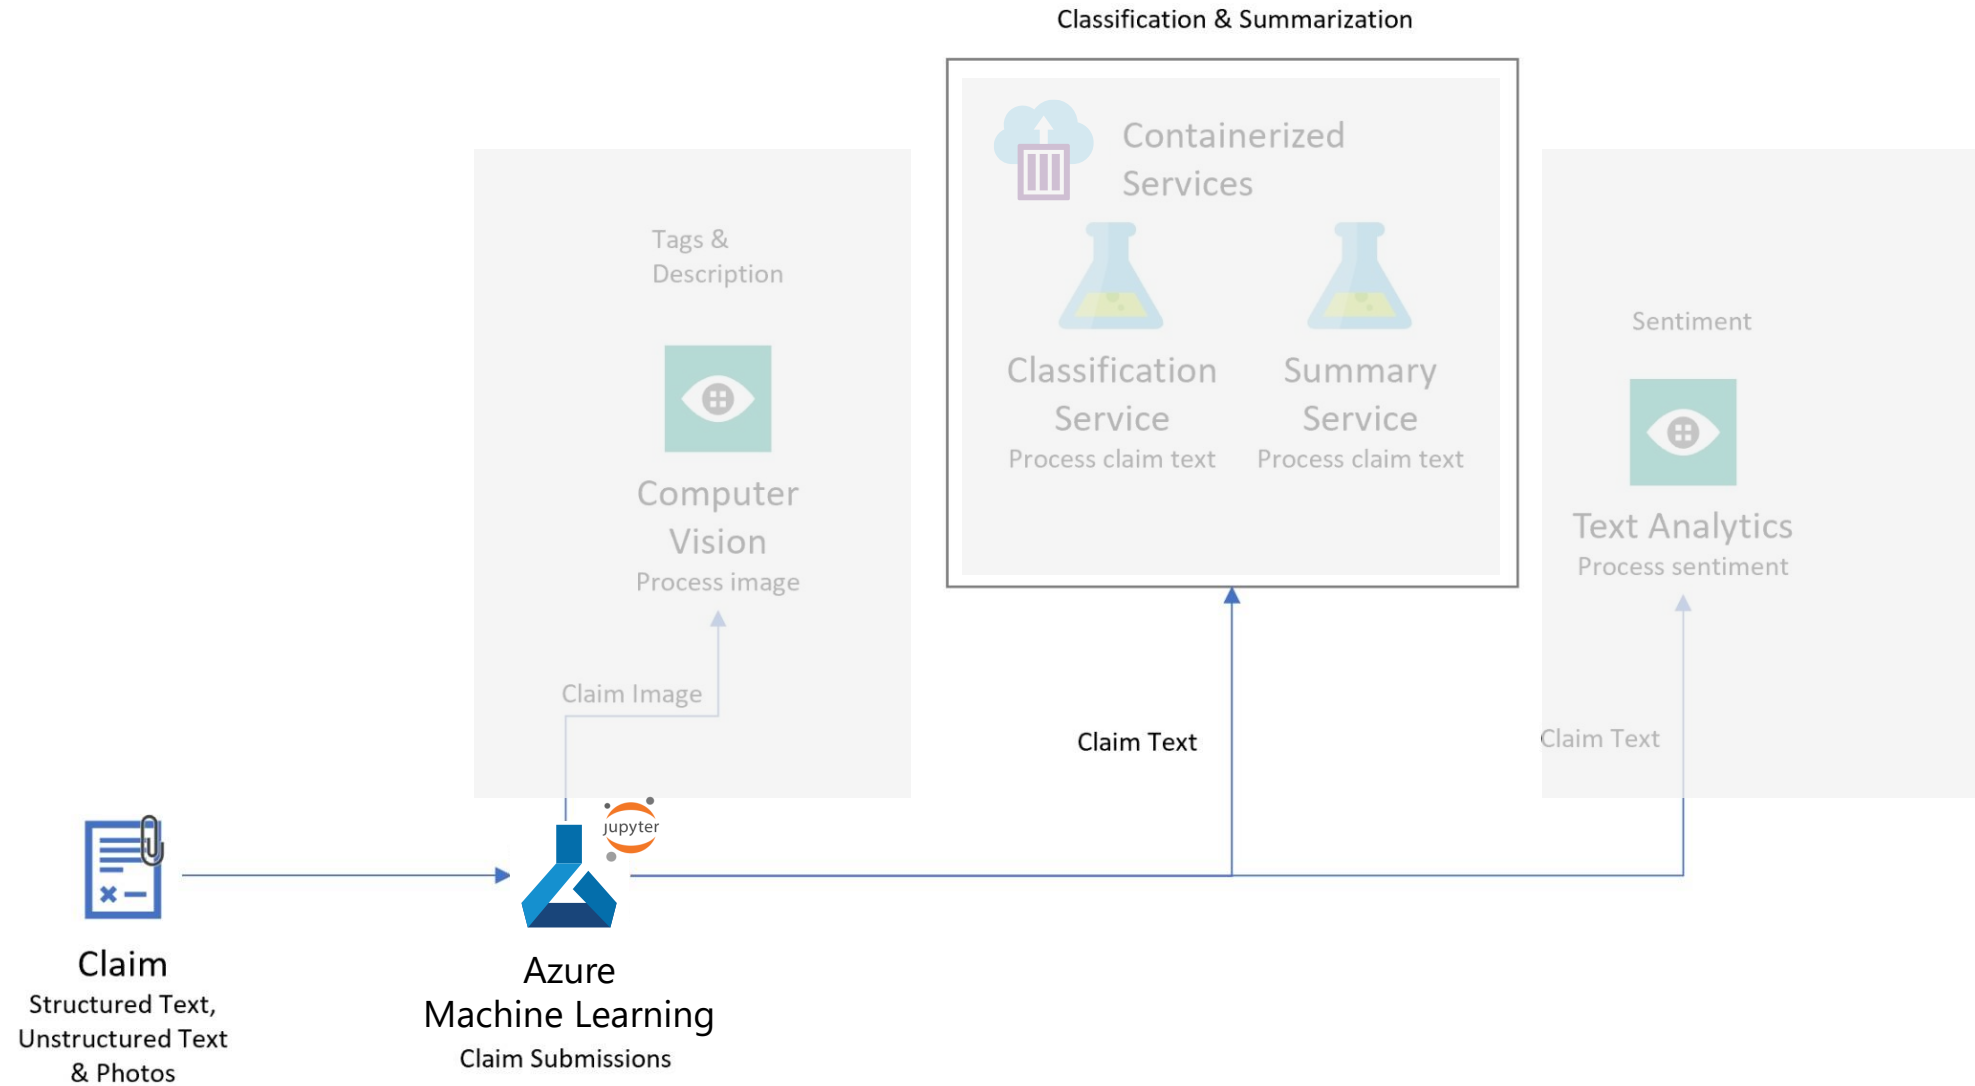 Classification & Summarization
Containerized
Services
Tags &
Description
Classification
Service
Process claim text
Summary
Service
Process claim text
Sentiment
Computer
Vision
Process image
Text Analytics
Process sentiment
Claim Image
Claim Text
Claim Text
jupyter
Claim
Structured Text,
Unstructured Text
& Photos
Azure
Machine Learning
Claim Submissions